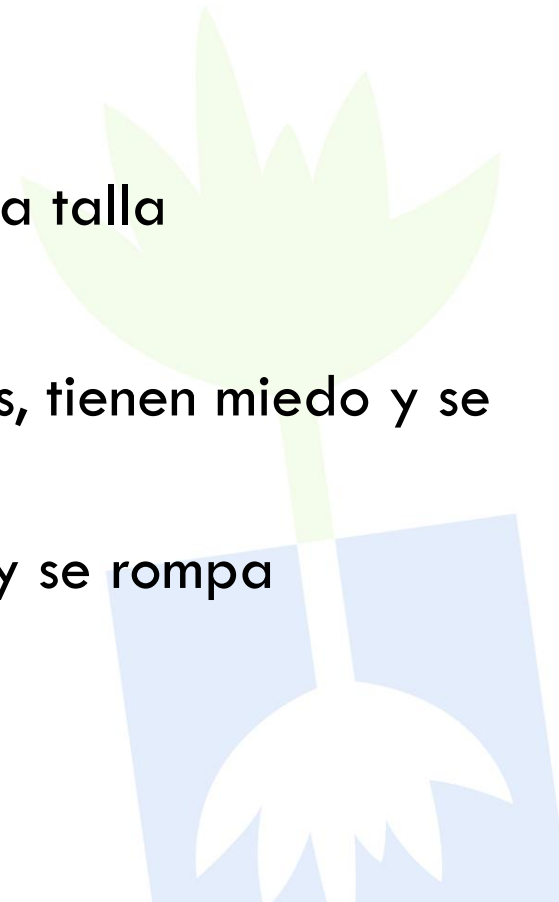 a talla
s, tienen miedo y se
y se rompa